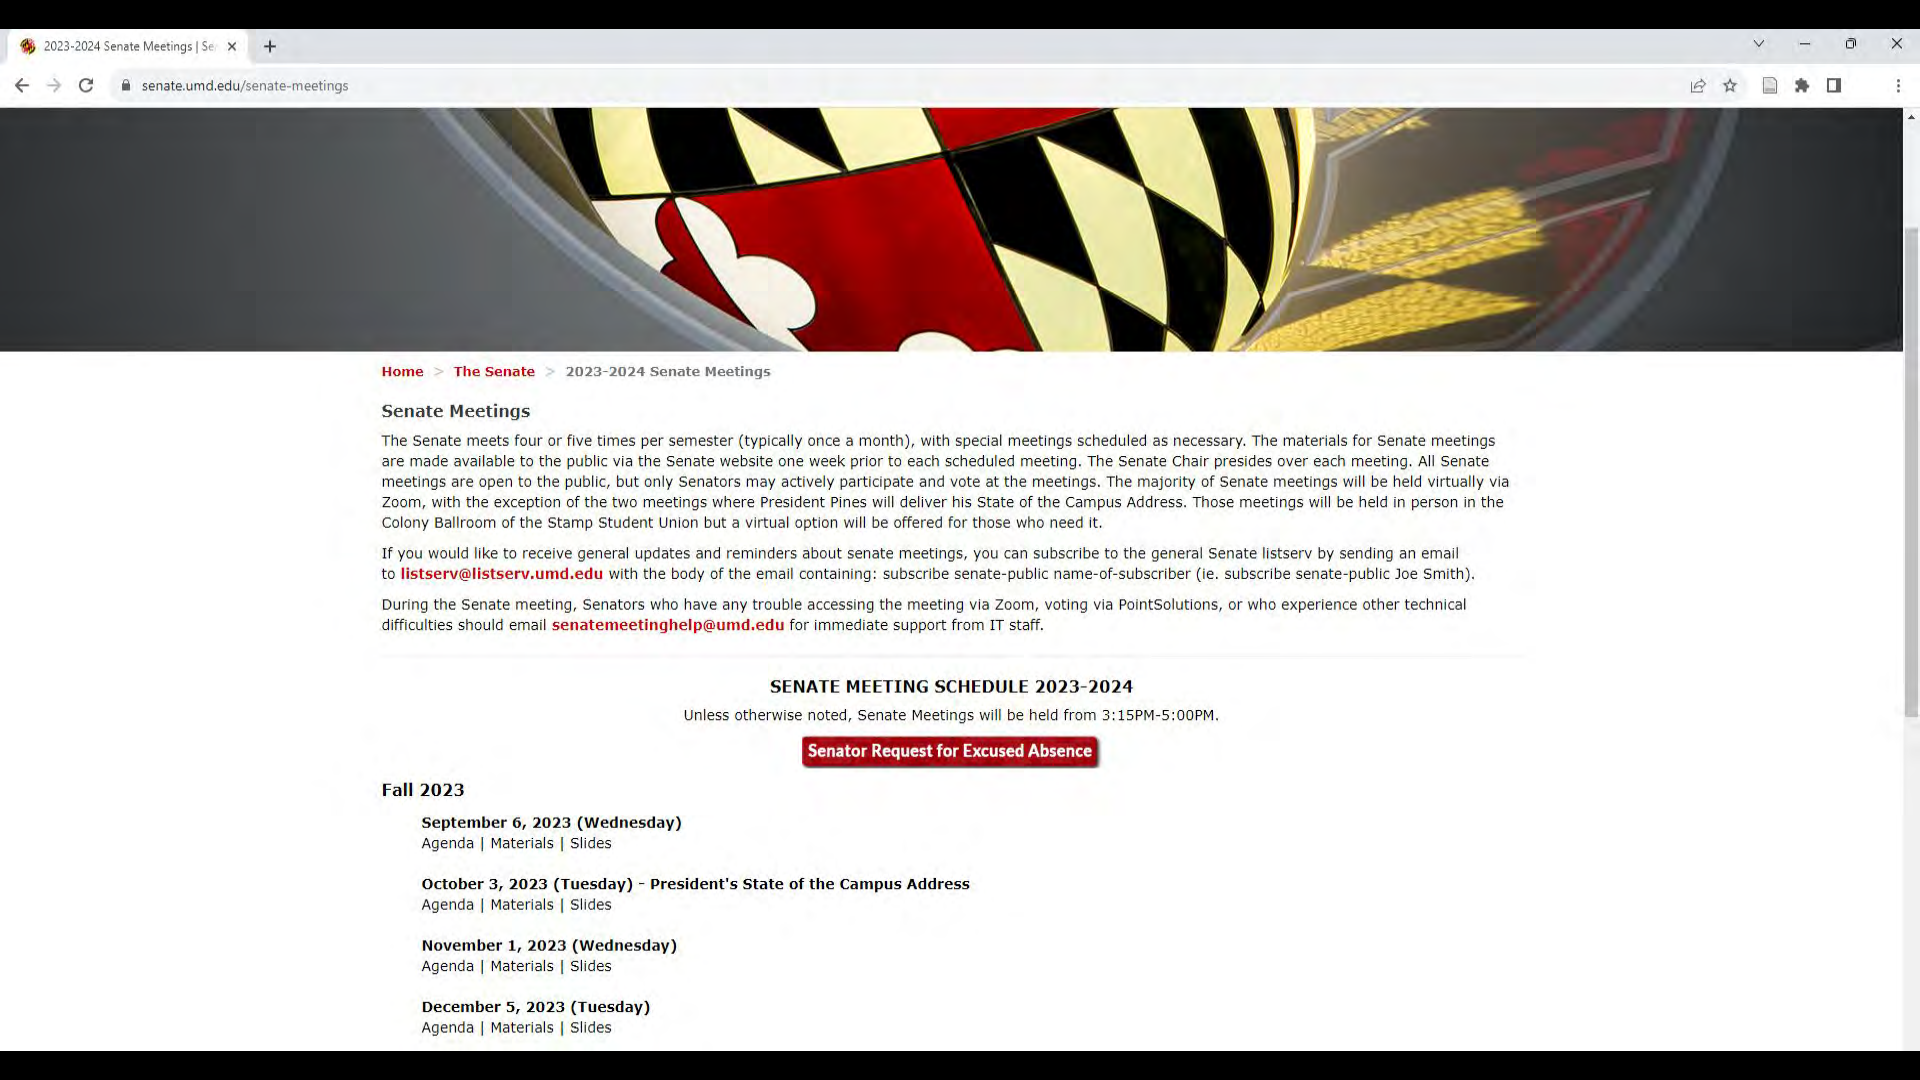 2023-2024 Senate Meetings | Se
senate.umd.edu/senate-meetings
Home > The Senate > 2023-2024 Senate Meetings
Senate Meetings
The Senate meets four or five times per semester (typically once a month), with special meetings scheduled as necessary. The materials for Senate meetings
are made available to the public via the Senate website one week prior to each scheduled meeting. The Senate Chair presides over each meeting. All Senate
meetings are open to the public, but only Senators may actively participate and vote at the meetings. The majority of Senate meetings will be held virtually via
Zoom, with the exception of the two meetings where President Pines will deliver his State of the Campus Address. Those meetings will be held in person in the
Colony Ballroom of the Stamp Student Union but a virtual option will be offered for those who need it.
If you would like to receive general updates and reminders about senate meetings, you can subscribe to the general Senate listserv by sending an email
to listserv@listserv.umd.edu with the body of the email containing: subscribe senate-public name-of-subscriber (ie. subscribe senate-public Joe Smith).
During the Senate meeting, Senators who have any trouble accessing the meeting via Zoom, voting via PointSolutions, or who experience other technical
difficulties should email senatemeetinghelp@umd.edu for immediate support from IT staff.
SENATE MEETING SCHEDULE 2023-2024
Unless otherwise noted, Senate Meetings will be held from 3:15PM-5:00PM.
Senator Request for Excused Absence
Fall 2023
September 6, 2023 (Wednesday)
Agenda | Materials | Slides
October 3, 2023 (Tuesday) - President's State of the Campus Address
Agenda | Materials | Slides
November 1, 2023 (Wednesday)
Agenda | Materials | Slides
December 5, 2023 (Tuesday)
Agenda | Materials | Slides